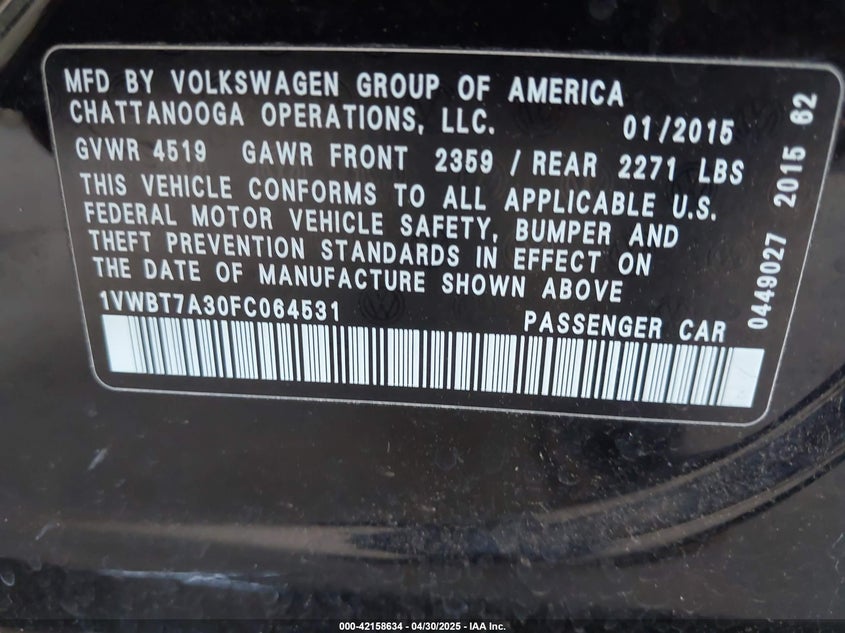 MFD BY VOLKSWAGEN GROUP OF AMERICA
CHATTANOOGA OPERATIONS, LLC. 01/2015
GVWR 4519 GAWR FRONT 2359 / REAR 2271 LBS
THIS VEHICLE CONFORMS TO ALL APPLICABLE U.S.
FEDERAL MOTOR VEHICLE SAFETY, BUMPER AND
THEFT PREVENTION STANDARDS IN EFFECT ON
THE DATE OF MANUFACTURE SHOWN ABOVE
1VWBT7A30FC064531 PASSENGER CAR
0449027 2015 62
000-42158634 - 04/30/2025 - IAA Inc.